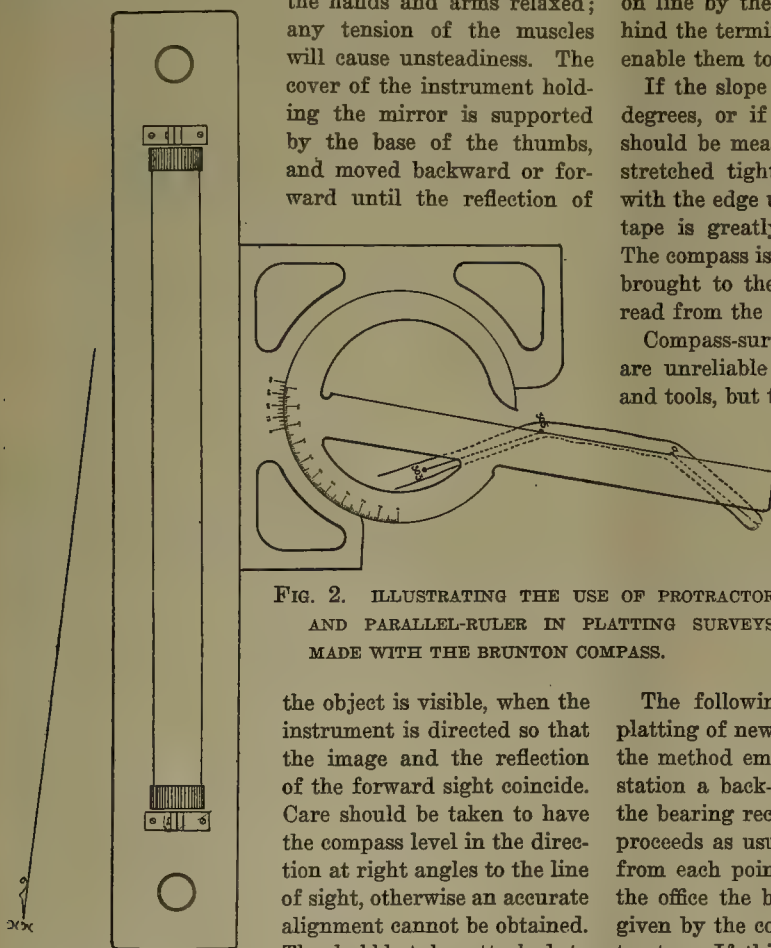 the hands and arms relaxed;
any tension of the muscles
will cause unsteadiness. The
cover of the instrument hold-
ing the mirror is supported
by the base of the thumbs,
and moved backward or for-
ward until the reflection of
FIG. 2. ILLUSTRATING THE USE OF PROTRACTOR
AND PARALLEL-RULER IN PLATTING SURVEYS
MADE WITH THE BRUNTON COMPASS.
the object is visible, when the
instrument is directed so that
the image and the reflection
of the forward sight coincide.
Care should be taken to have
the compass level in the direc-
tion at right angles to the line
of sight, otherwise an accurate
alignment cannot be obtained.
on line by the
hind the termi
enable them to
If the slope
degrees, or if
should be mea
stretched tight
with the edge
tape is greatly
The compass is
brought to the
read from the
Compass-sur
are unreliable
and tools, but
The followin
platting of new
the method em
station a back-
the bearing rec
proceeds as usu
from each poin
the office the b
given by the co